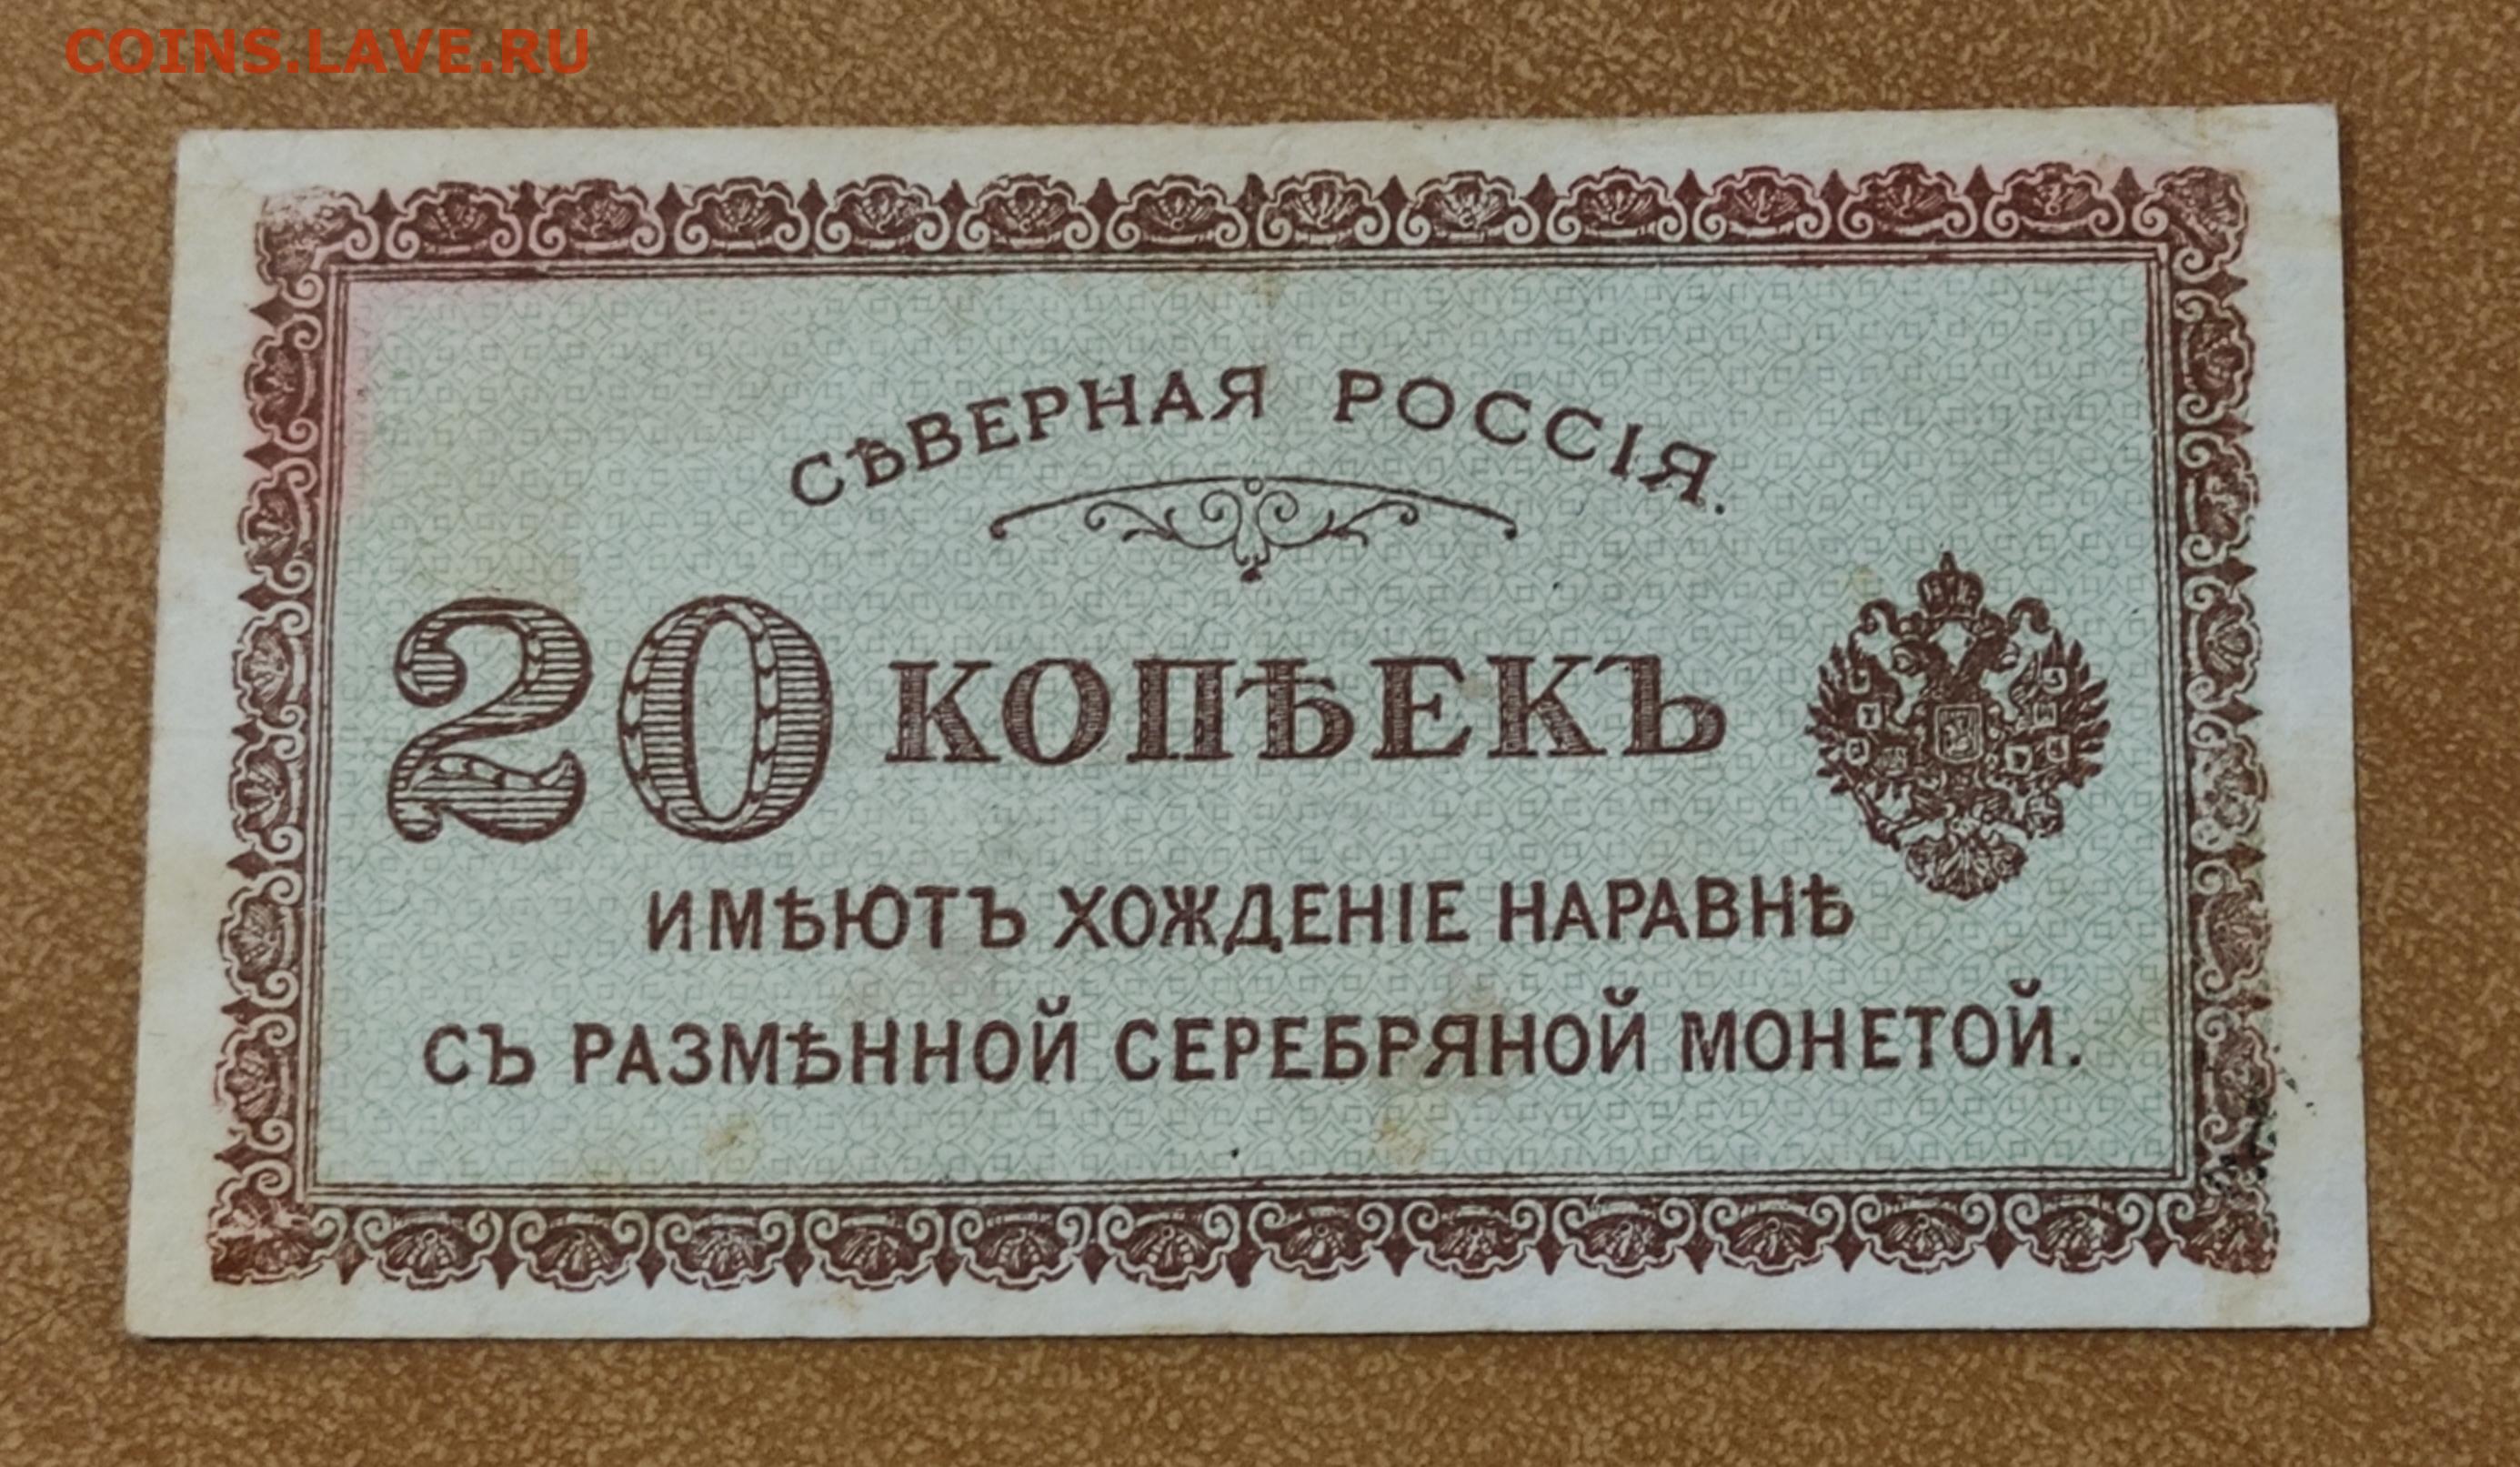 COINS.LAVE.RU
СѢВЕРНАЯ РОССІЯ.
20 КОПѢЕКЪ
ИМѢЮТЪ ХОЖДЕНІЕ НАРАВНѢ
СЪ РАЗМѢННОЙ СЕРЕБРЯНОЙ МОНЕТОЙ.